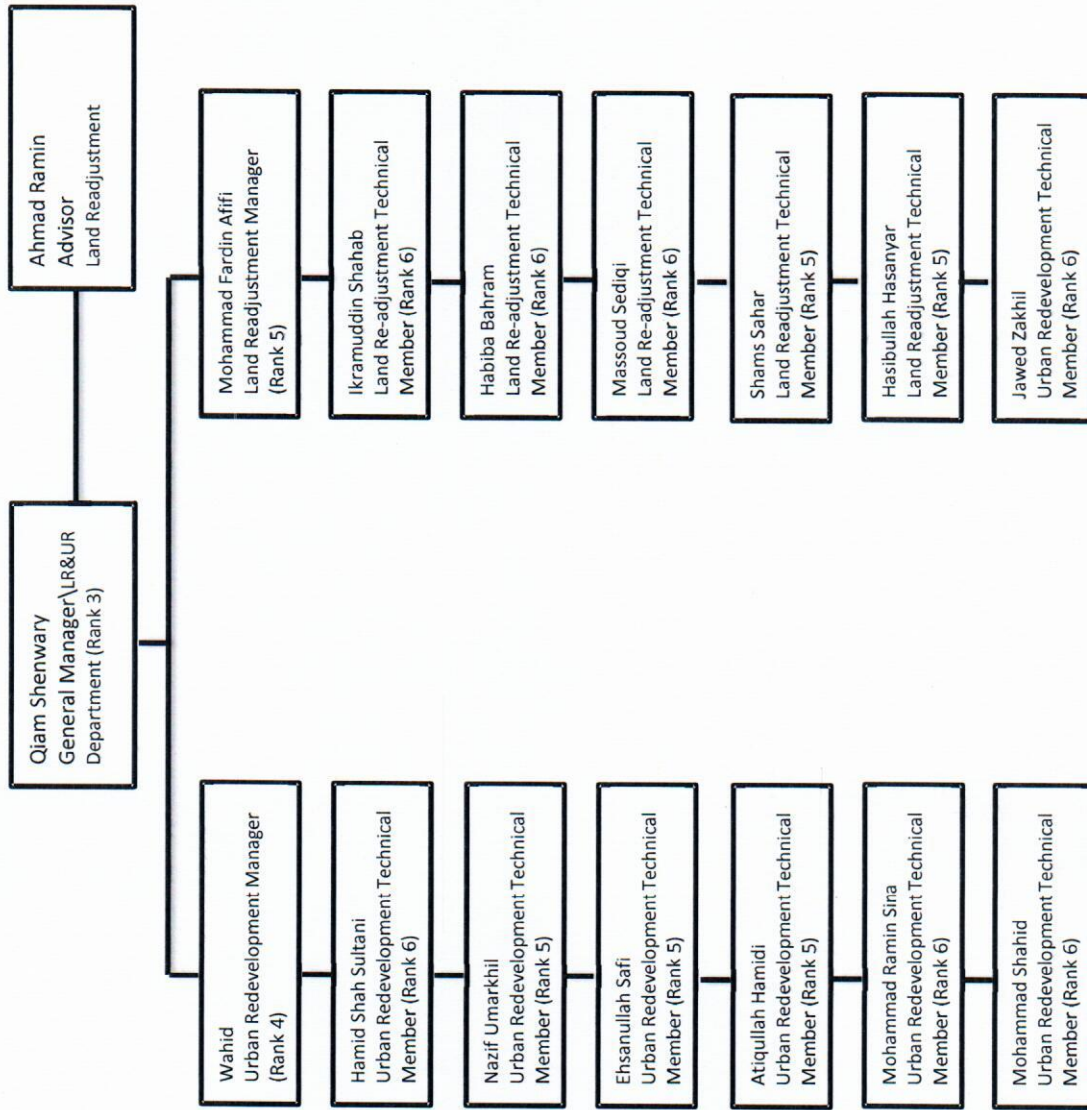 Qiam Shenwary
General Manager\LR&UR
Department (Rank 3)
Ahmad Ramin
Advisor
Land Readjustment
Wahid
Urban Redevelopment Manager
(Rank 4)
Hamid Shah Sultani
Urban Redevelopment Technical
Member (Rank 6)
Nazif Umarkhil
Urban Redevelopment Technical
Member (Rank 5)
Ehsanullah Safi
Urban Redevelopment Technical
Member (Rank 5)
Atiqullah Hamidi
Urban Redevelopment Technical
Member (Rank 5)
Mohammad Ramin Sina
Urban Redevelopment Technical
Member (Rank 6)
Mohammad Shahid
Urban Redevelopment Technical
Member (Rank 6)
Mohammad Fardin Afifi
Land Readjustment Manager
(Rank 5)
Ikramuddin Shahab
Land Re-adjustment Technical
Member (Rank 6)
Habiba Bahram
Land Re-adjustment Technical
Member (Rank 6)
Massoud Sediqi
Land Re-adjustment Technical
Member (Rank 6)
Shams Sahar
Land Readjustment Technical
Member (Rank 5)
Hasibullah Hasanyar
Land Readjustment Technical
Member (Rank 5)
Jawed Zakhil
Urban Redevelopment Technical
Member (Rank 6)